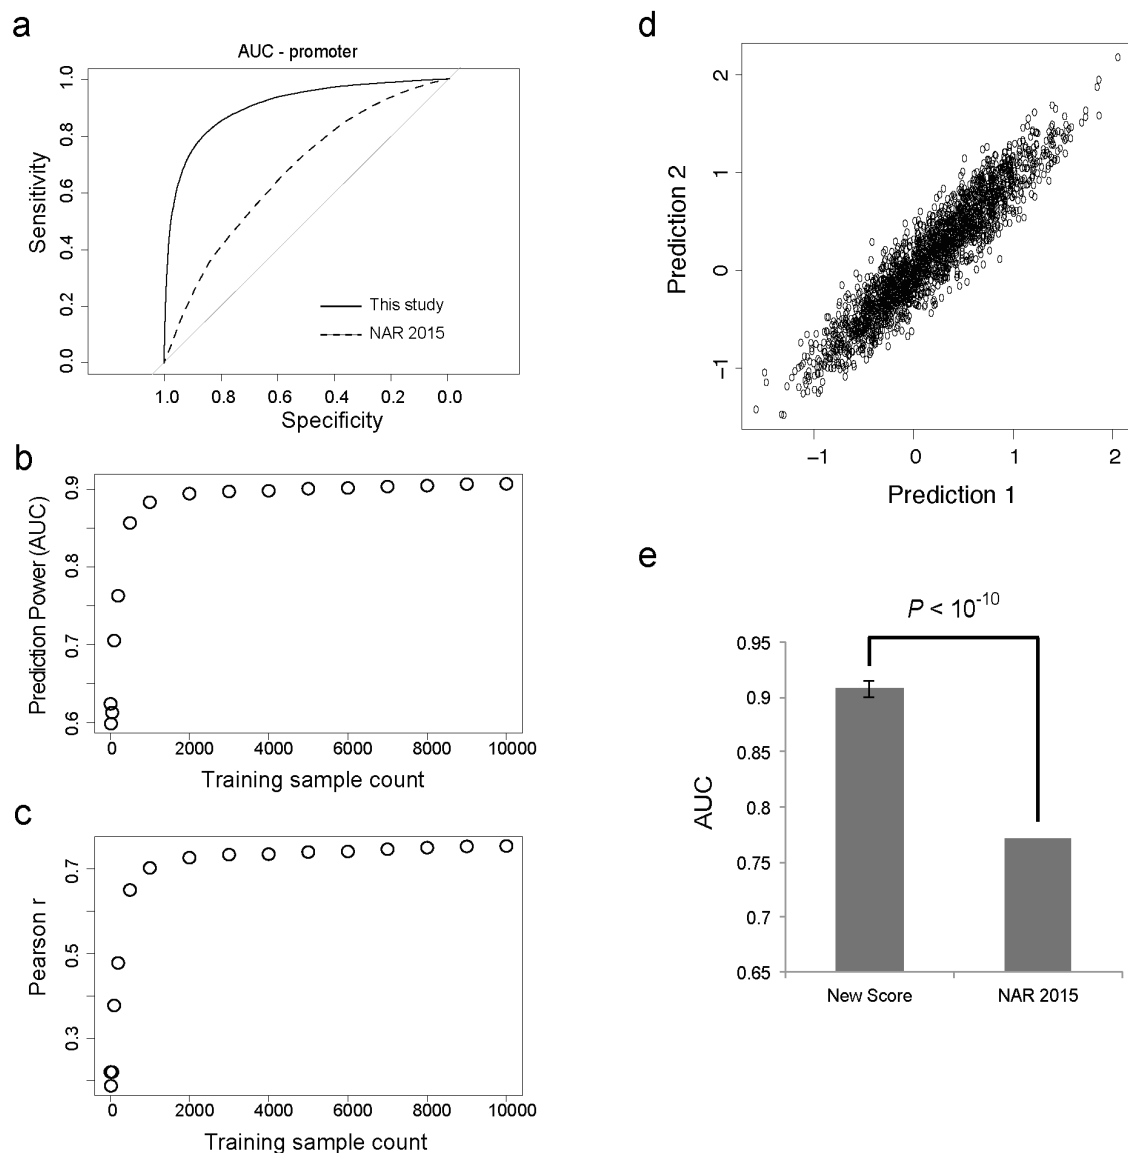 a
AUC - promoter
1.0
0.8
0.6
0.4
0.2
0.0
Sensitivity
This study
NAR 2015
1.0 0.8 0.6 0.4 0.2 0.0
Specificity
b
0.9
0.8
0.7
0.6
Prediction Power (AUC)
0 2000 4000 6000 8000 10000
Training sample count
c
0.7
0.5
0.3
Pearson r
0 2000 4000 6000 8000 10000
Training sample count
d
2
1
0
−1
Prediction 2
−1 0 1 2
Prediction 1
e
P < 10-10
0.95
0.9
0.85
0.8
0.75
0.7
0.65
AUC
New Score NAR 2015